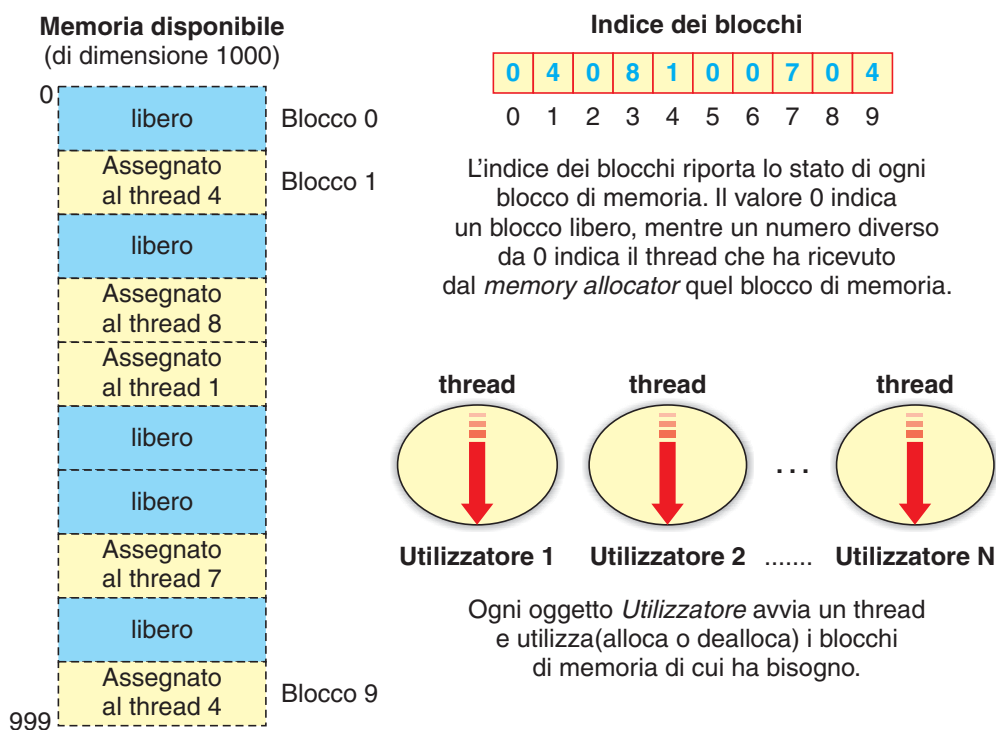 Memoria disponibile
(di dimensione 1000)
0
libero
Blocco 0
Assegnato
al thread 4
Blocco 1
libero
Assegnato
al thread 8
Assegnato
al thread 1
libero
libero
Assegnato
al thread 7
libero
Assegnato
al thread 4
Blocco 9
999
Indice dei blocchi
0 4 0 8 1 0 0 7 0 4
0 1 2 3 4 5 6 7 8 9
L'indice dei blocchi riporta lo stato di ogni
blocco di memoria. Il valore 0 indica
un blocco libero, mentre un numero diverso
da 0 indica il thread che ha ricevuto
dal memory allocator quel blocco di memoria.
thread thread thread
...
Utilizzatore 1 Utilizzatore 2 ....... Utilizzatore N
Ogni oggetto Utilizzatore avvia un thread
e utilizza(alloca o dealloca) i blocchi
di memoria di cui ha bisogno.